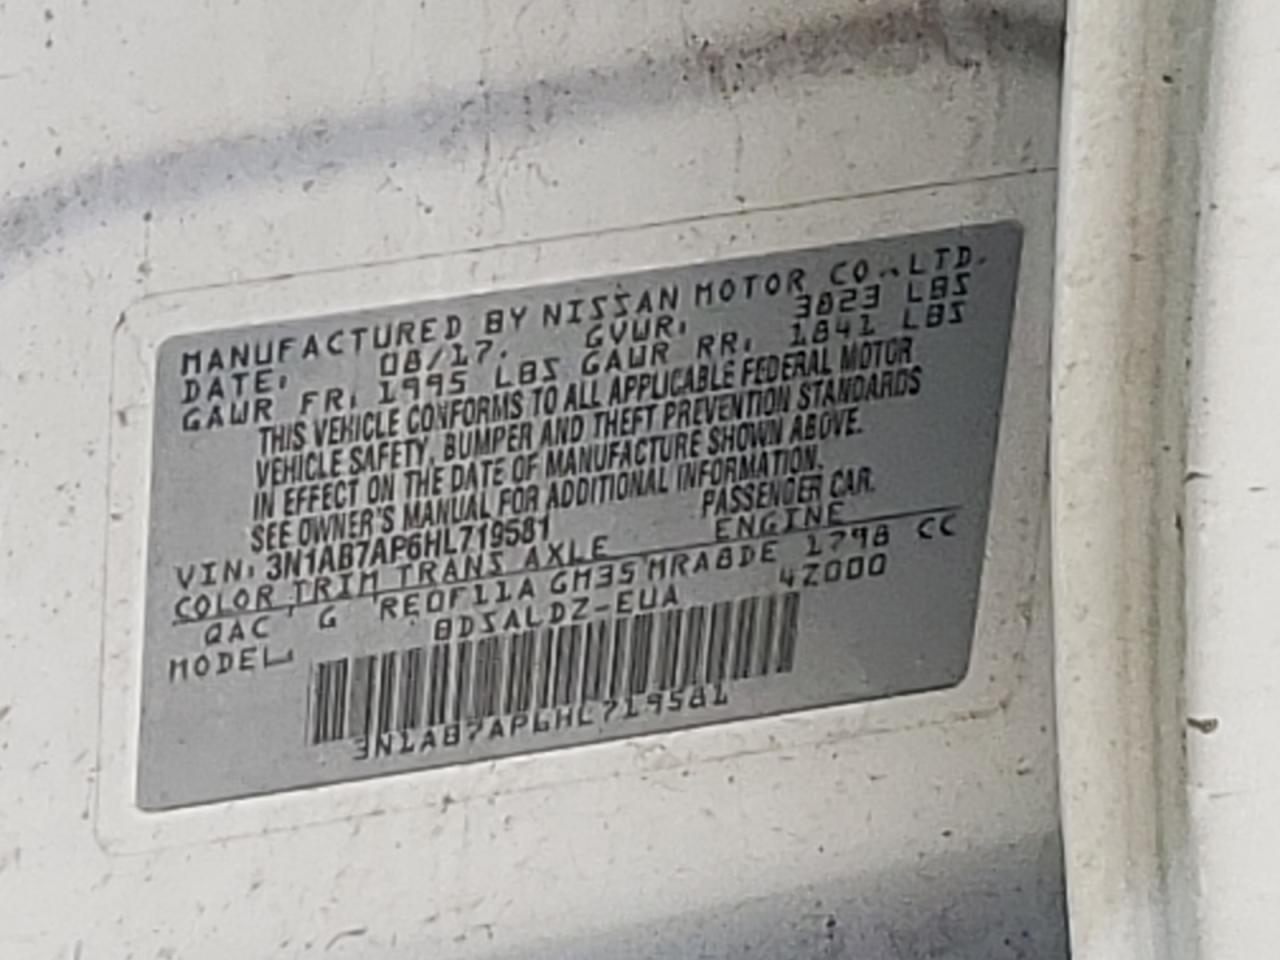 MANUFACTURED BY NISSAN MOTOR CO.,LTD.
DATE: 08/17. GVWR: 3823 LBS
GAWR FR: 1995 LBS GAWR RR: 1841 LBS
THIS VEHICLE CONFORMS TO ALL APPLICABLE FEDERAL MOTOR
VEHICLE SAFETY, BUMPER AND THEFT PREVENTION STANDARDS
IN EFFECT ON THE DATE OF MANUFACTURE SHOWN ABOVE.
SEE OWNER'S MANUAL FOR ADDITIONAL INFORMATION.
VIN: 3N1AB7AP6HL719581 PASSENGER CAR.
COLOR TRIM TRANS AXLE ENGINE
QAC G RE0F11A GH35 MRA8DE 1798 CC
MODEL BDSALDZ-EUA 4Z000
3N1AB7AP6HL719581